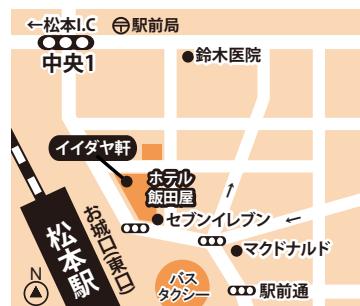 ←松本I.C
〶駅前局
中央1
鈴木医院
イイダヤ軒
ホテル
飯田屋
セブンイレブン
お城口(東口)
松本駅
マクドナルド
バス
タクシー
駅前通
N